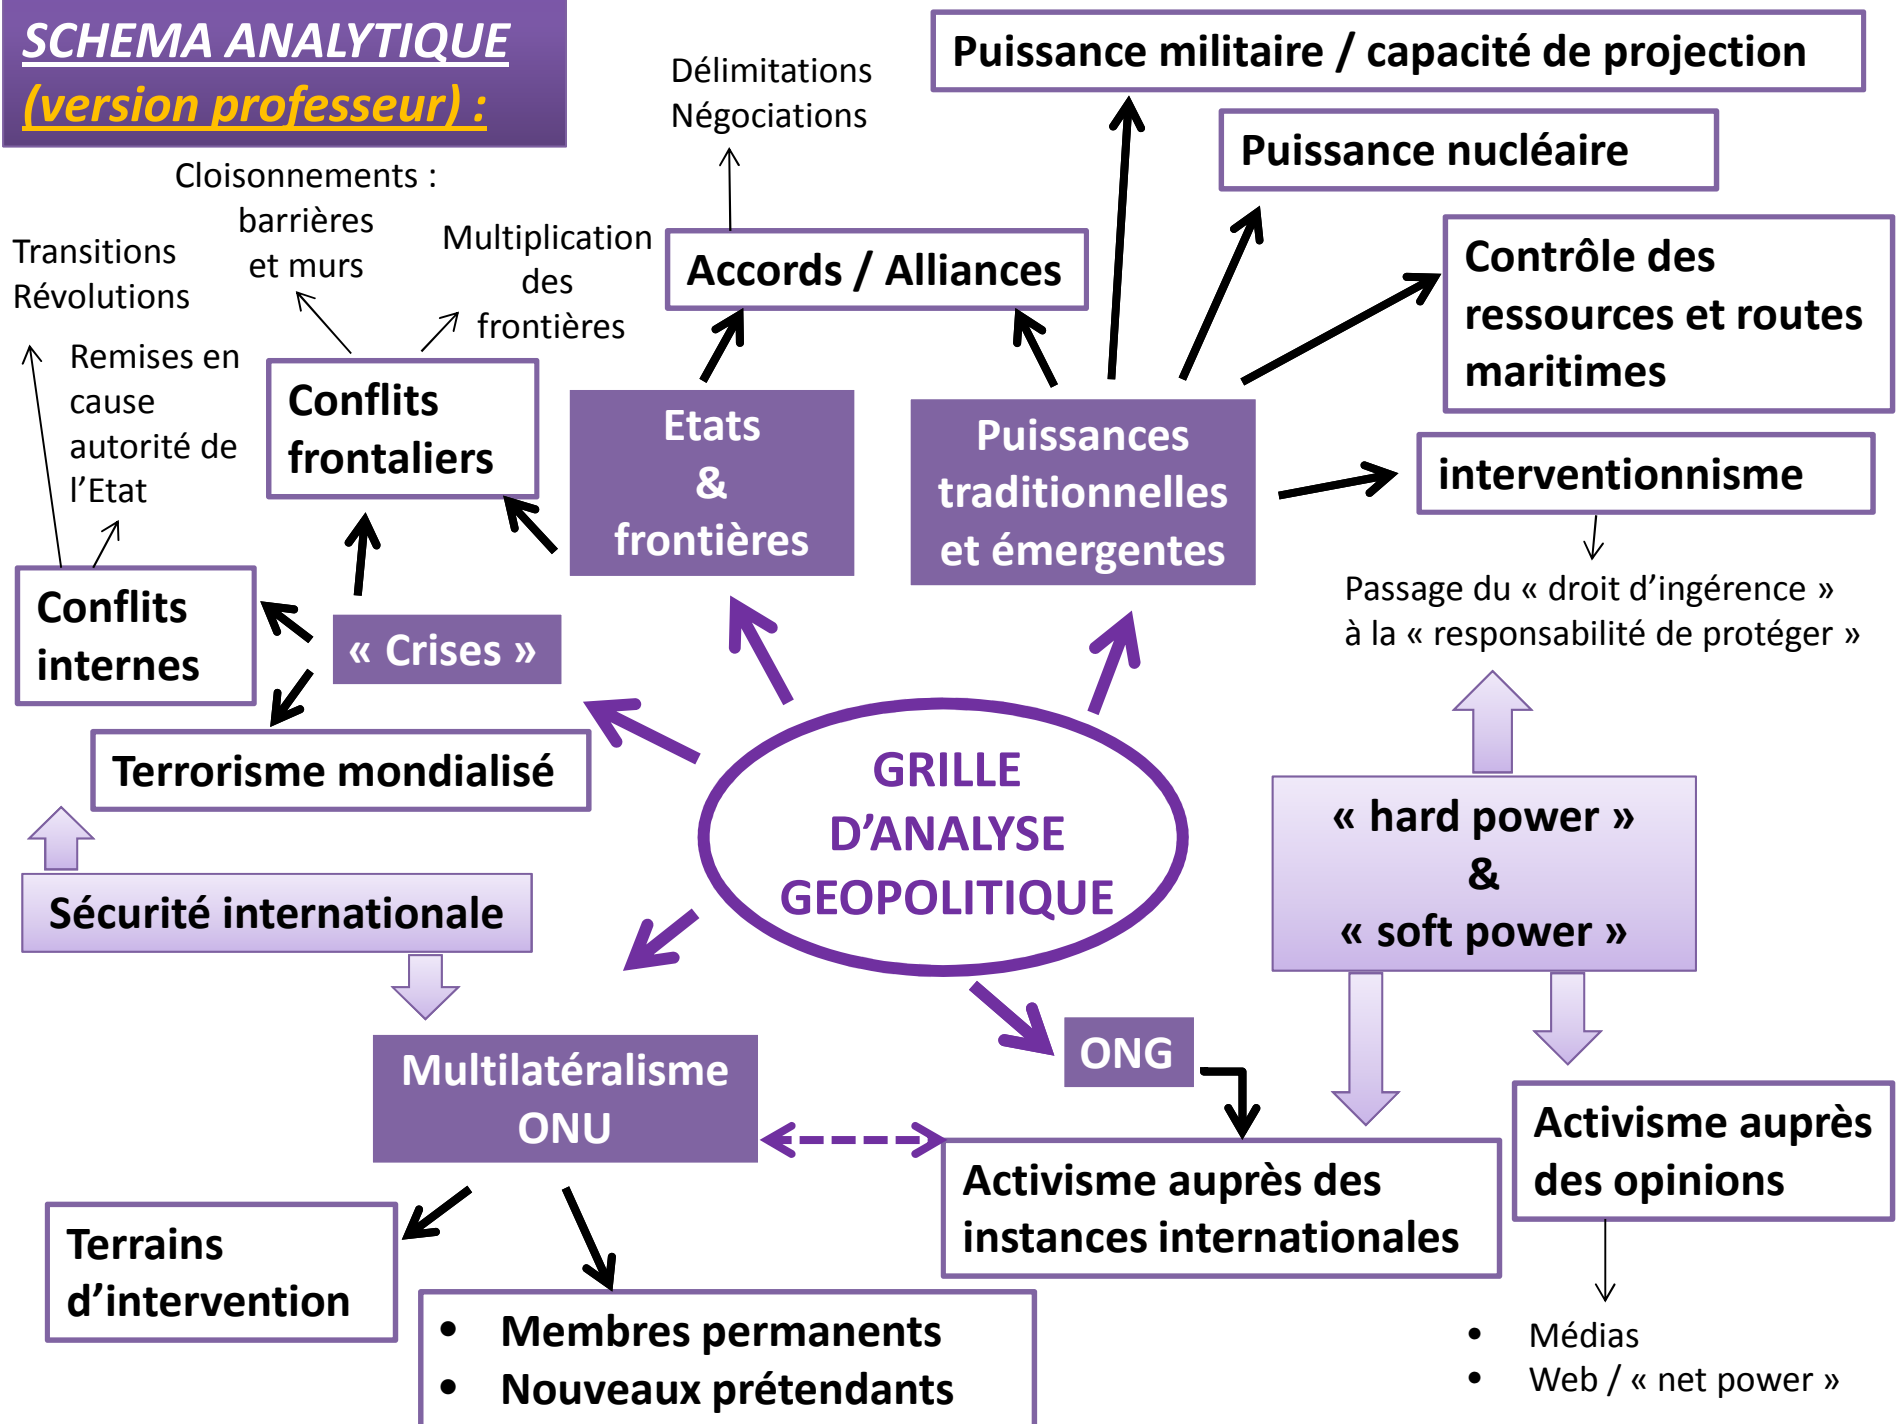 SCHEMA ANALYTIQUE
(version professeur) :
Puissance militaire / capacité de projection
Délimitations
Négociations
Puissance nucléaire
Cloisonnements :
barrières
et murs
Multiplication
des
frontières
Transitions
Révolutions
Accords / Alliances
Contrôle des
ressources et routes
maritimes
Remises en
cause
autorité de
l’Etat
Conflits
frontaliers
Etats
&
frontières
Puissances
traditionnelles
et émergentes
interventionnisme
Passage du « droit d’ingérence »
à la « responsabilité de protéger »
Conflits
internes
« Crises »
Terrorisme mondialisé
GRILLE
D’ANALYSE
GEOPOLITIQUE
« hard power »
&
« soft power »
Sécurité internationale
Multilatéralisme
ONU
ONG
Activisme auprès des
instances internationales
Activisme auprès
des opinions
Terrains
d’intervention
• Membres permanents
• Nouveaux prétendants
• Médias
• Web / « net power »